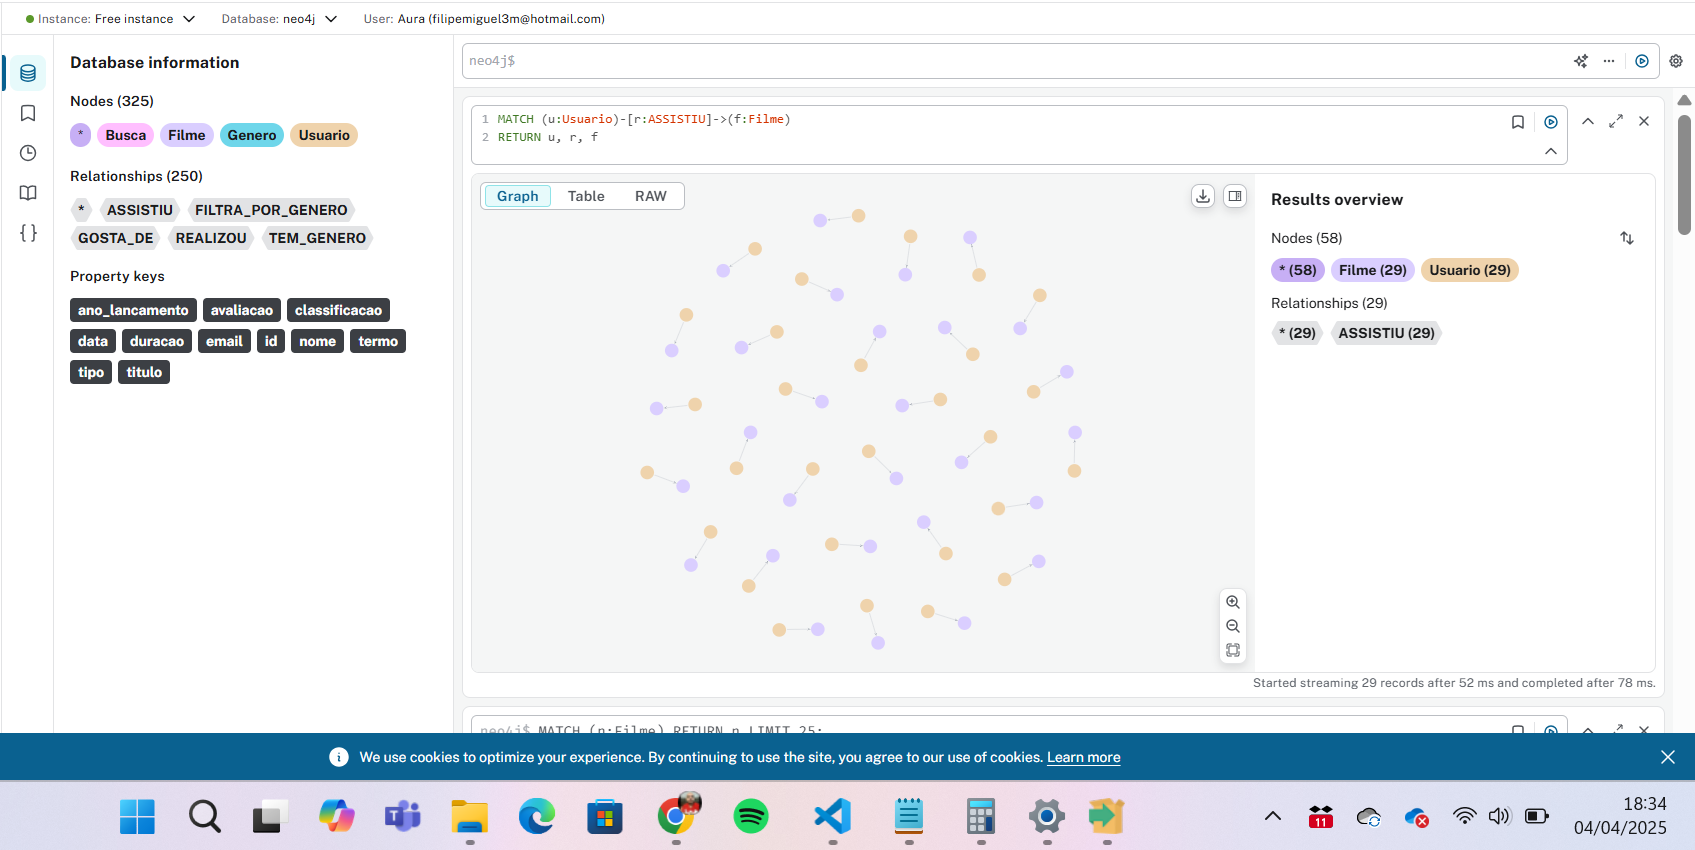 Instance: Free instance Database: neo4j User: Aura (filipemiguel3m@hotmail.com)
Database information
Nodes (325)
* Busca Filme Genero Usuario
Relationships (250)
* ASSISTIU FILTRA_POR_GENERO
GOSTA_DE REALIZOU TEM_GENERO
Property keys
ano_lancamento avaliacao classificacao
data duracao email id nome termo
tipo titulo
neo4j$
1 MATCH (u:Usuario)-[r:ASSISTIU]->(f:Filme)
2 RETURN u, r, f
Graph Table RAW
Results overview
Nodes (58)
* (58) Filme (29) Usuario (29)
Relationships (29)
* (29) ASSISTIU (29)
Started streaming 29 records after 52 ms and completed after 78 ms.
neo4j$ MATCH (n:Filme) RETURN n LIMIT 25;
We use cookies to optimize your experience. By continuing to use the site, you agree to our use of cookies. Learn more
11
18:34
04/04/2025